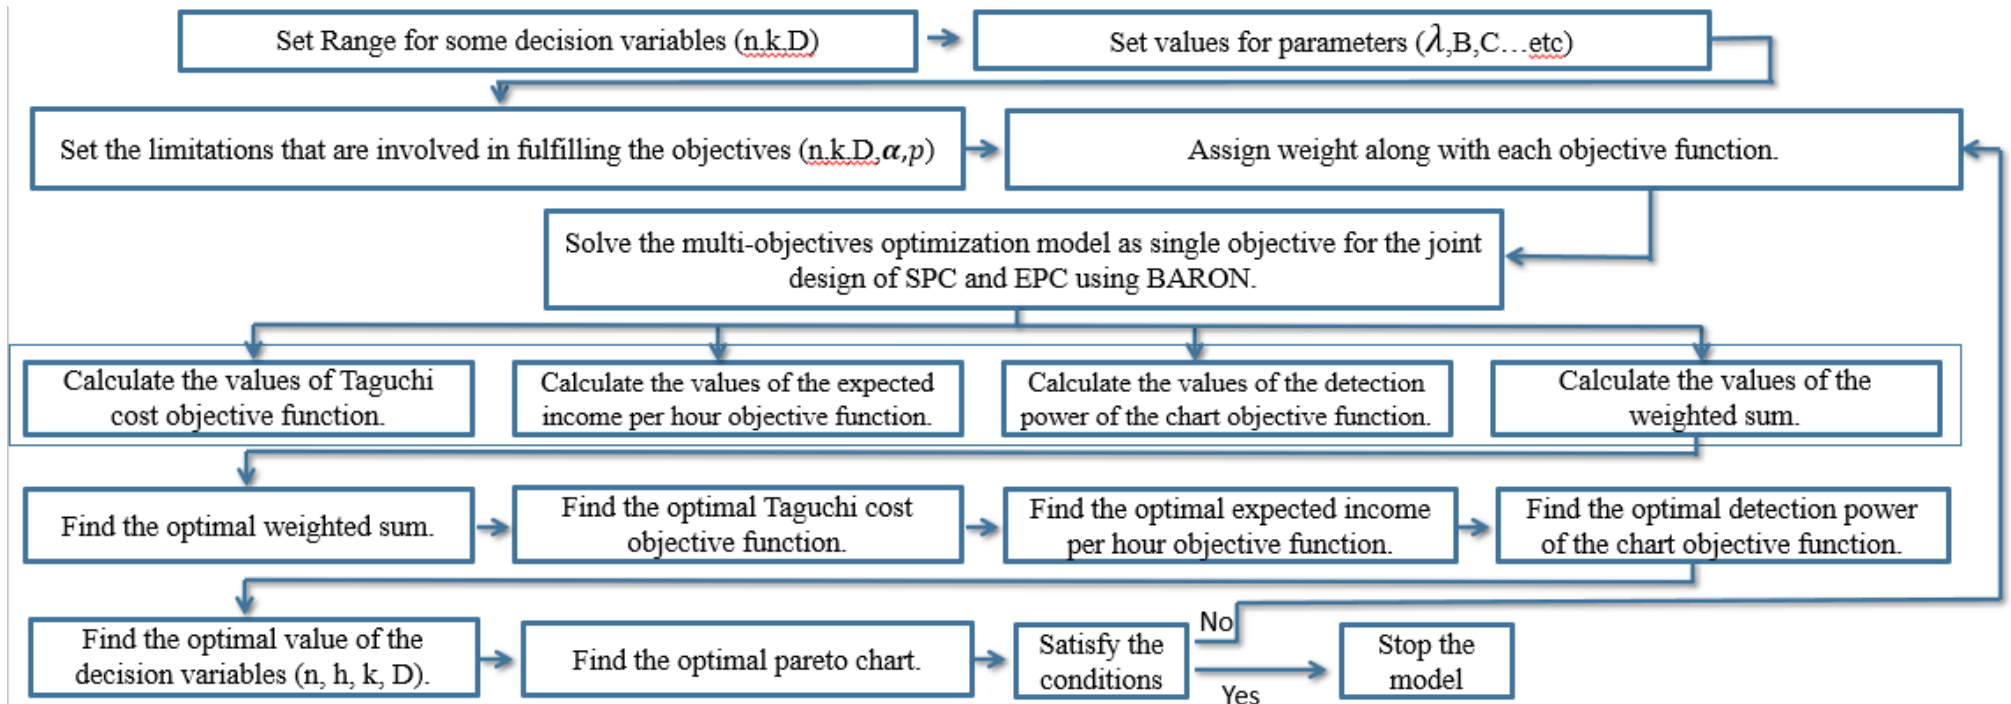 Set Range for some decision variables (n,k,D)
Set values for parameters (λ,B,C…etc)
Set the limitations that are involved in fulfilling the objectives (n,k,D,α,p)
Assign weight along with each objective function.
Solve the multi-objectives optimization model as single objective for the joint
design of SPC and EPC using BARON.
Calculate the values of Taguchi
cost objective function.
Calculate the values of the expected
income per hour objective function.
Calculate the values of the detection
power of the chart objective function.
Calculate the values of the
weighted sum.
Find the optimal weighted sum.
Find the optimal Taguchi cost
objective function.
Find the optimal expected income
per hour objective function.
Find the optimal detection power
of the chart objective function.
Find the optimal value of the
decision variables (n, h, k, D).
Find the optimal pareto chart.
Satisfy the
conditions
No
Yes
Stop the
model